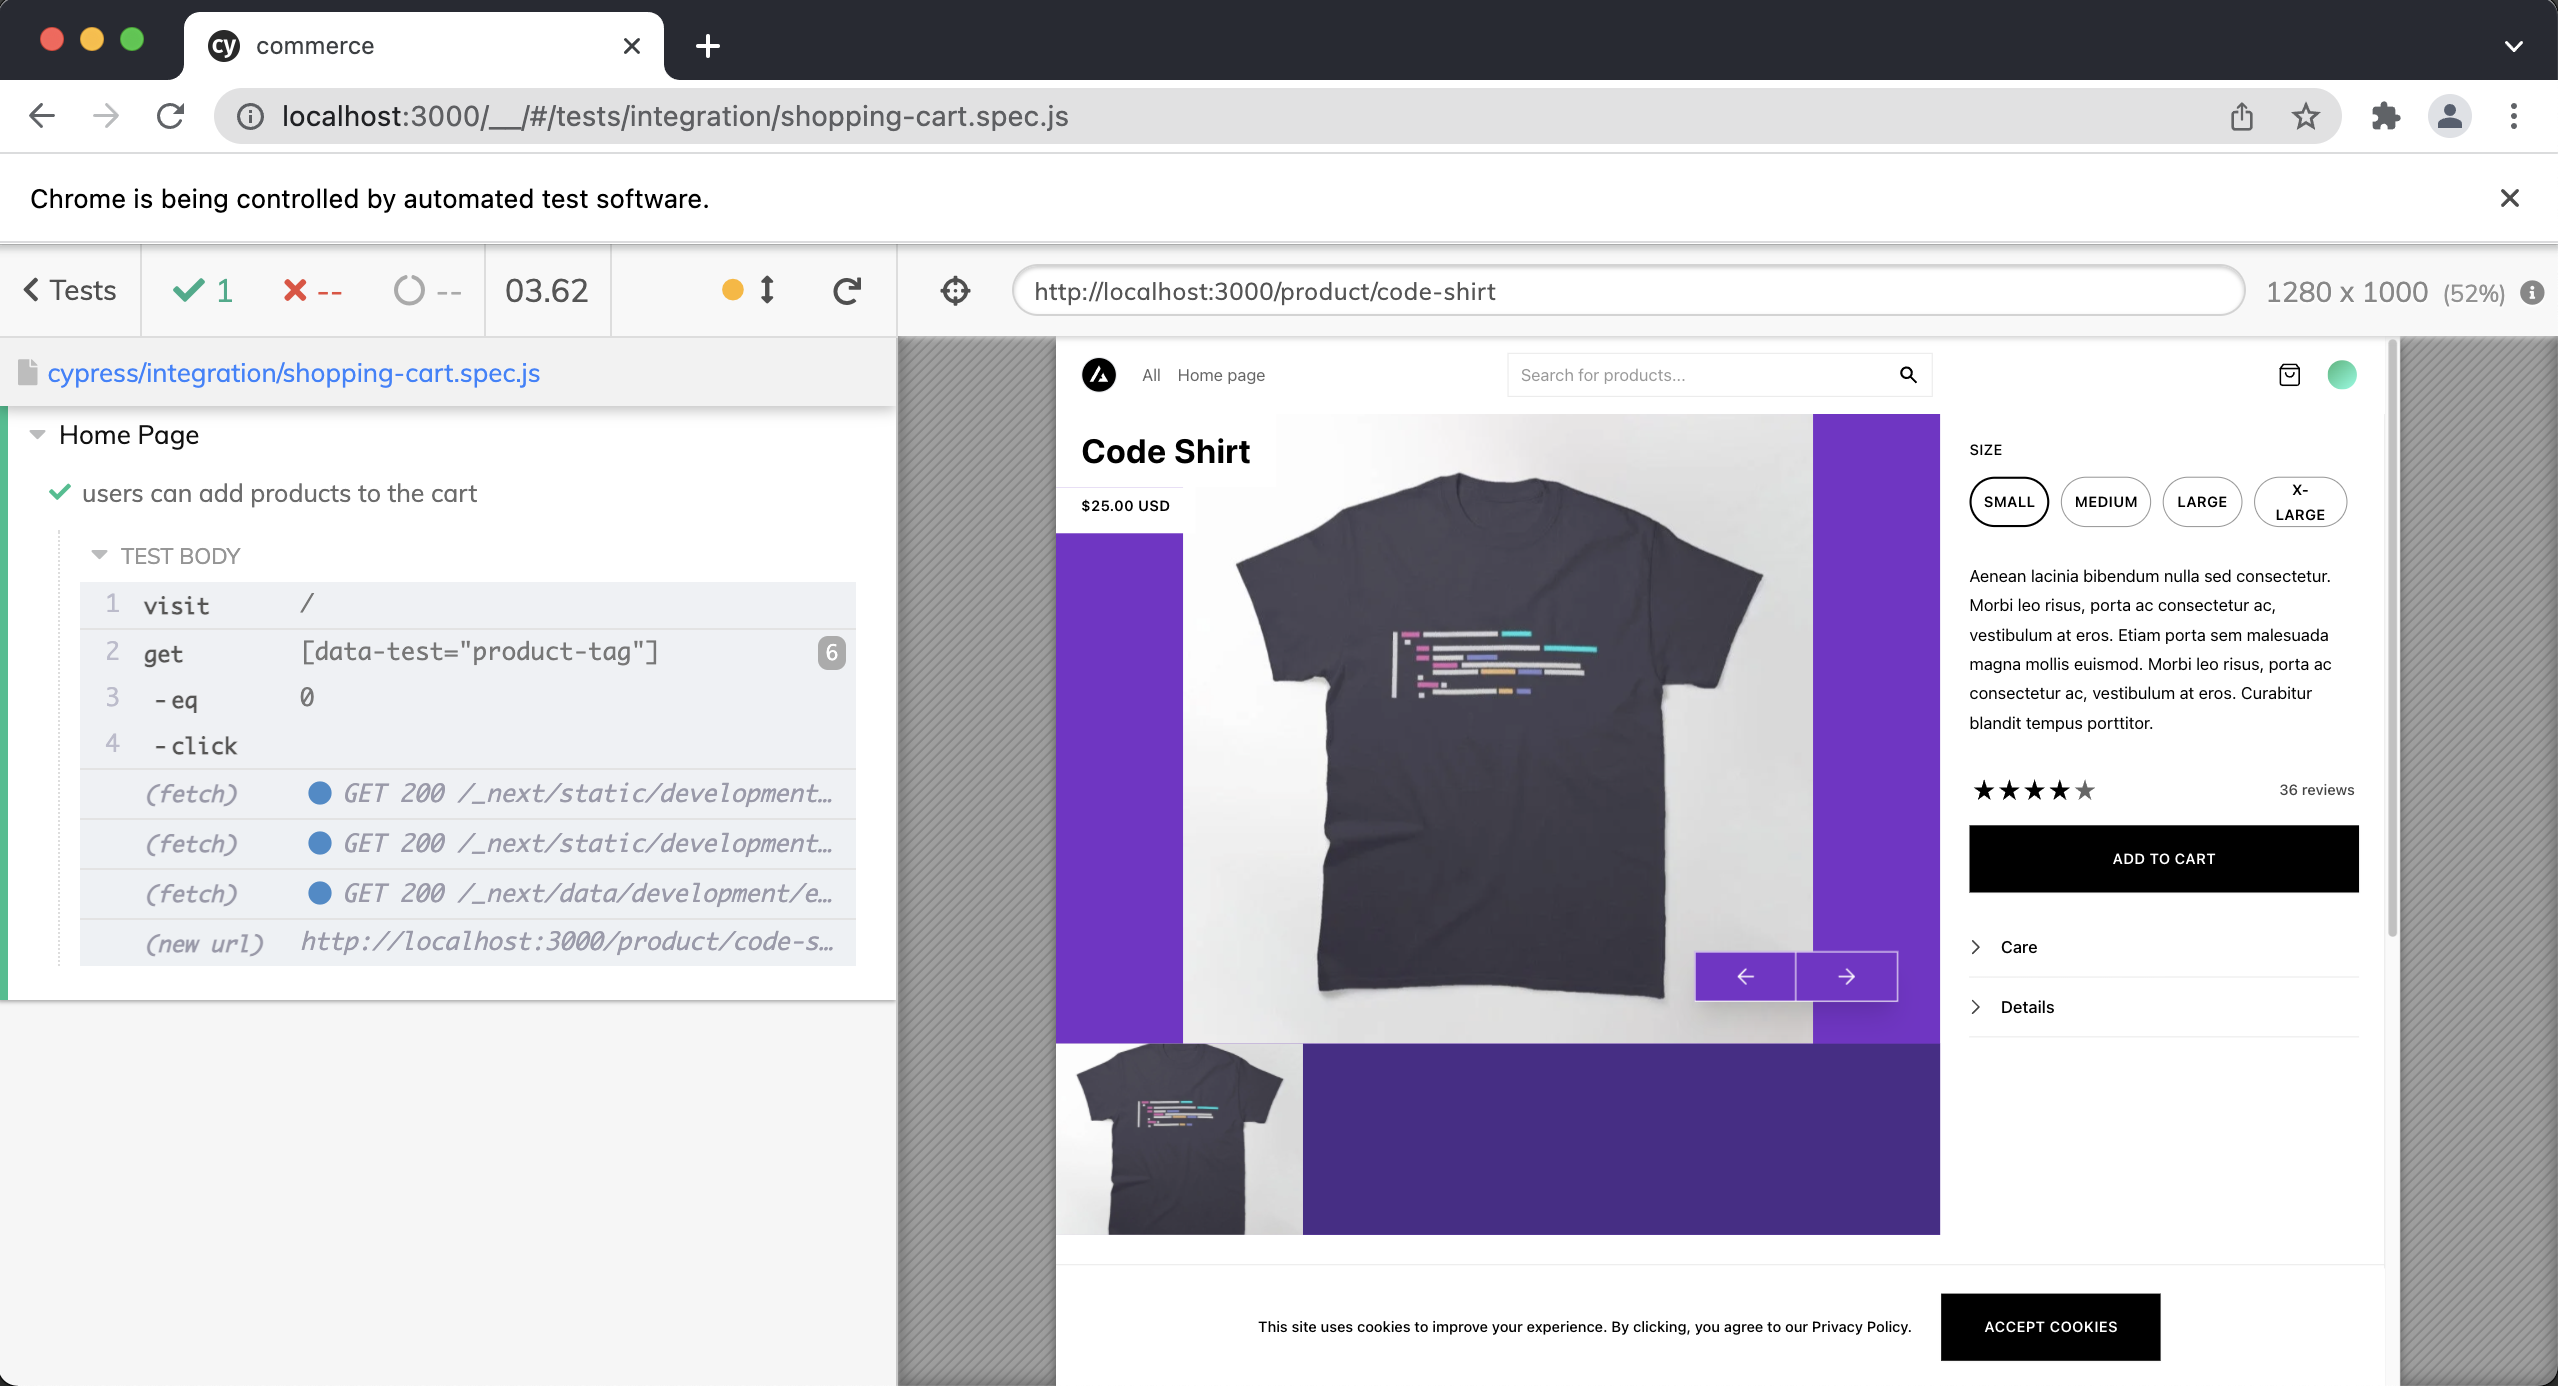 cy commerce
localhost:3000/__/#/tests/integration/shopping-cart.spec.js
Chrome is being controlled by automated test software.
Tests
1
--
--
03.62
http://localhost:3000/product/code-shirt
1280 x 1000 (52%)
cypress/integration/shopping-cart.spec.js
Home Page
users can add products to the cart
TEST BODY
1 visit /
2 get [data-test="product-tag"] 6
3 -eq 0
4 -click
(fetch) GET 200 /_next/static/development…
(fetch) GET 200 /_next/static/development…
(fetch) GET 200 /_next/data/development/e…
(new url) http://localhost:3000/product/code-s…
All Home page
Search for products...
Code Shirt
$25.00 USD
SIZE
SMALL
MEDIUM
LARGE
X-
LARGE
Aenean lacinia bibendum nulla sed consectetur.
Morbi leo risus, porta ac consectetur ac,
vestibulum at eros. Etiam porta sem malesuada
magna mollis euismod. Morbi leo risus, porta ac
consectetur ac, vestibulum at eros. Curabitur
blandit tempus porttitor.
36 reviews
ADD TO CART
Care
Details
This site uses cookies to improve your experience. By clicking, you agree to our Privacy Policy.
ACCEPT COOKIES